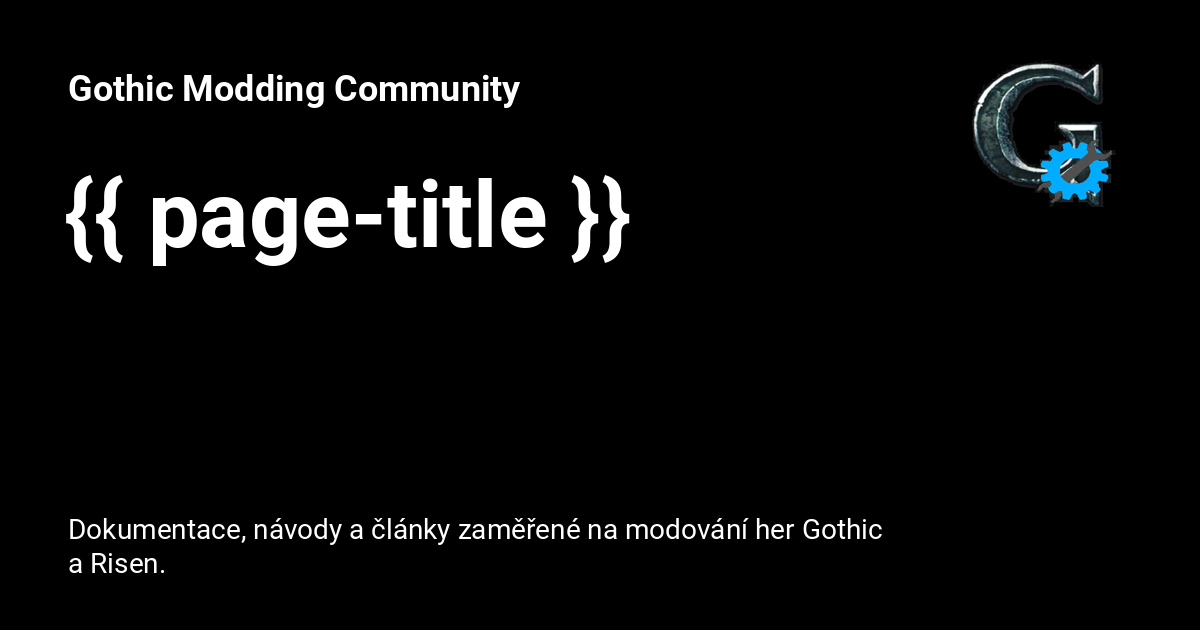 Gothic Modding Community
{{ page-title }}
Dokumentace, návody a články zaměřené na modování her Gothic
a Risen.